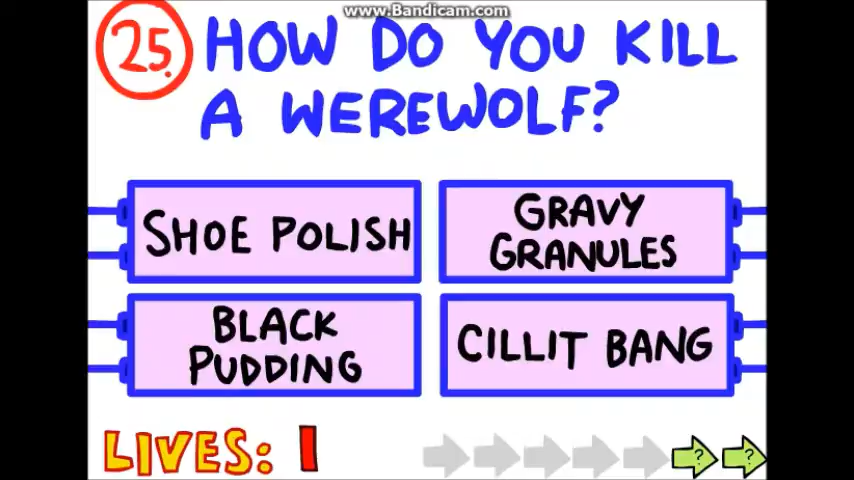 www.Bandicam.com
25.
HOW DO YOU KILL
A WEREWOLF?
SHOE POLISH
GRAVY
GRANULES
BLACK
PUDDING
CILLIT BANG
LIVES: 1
? ?